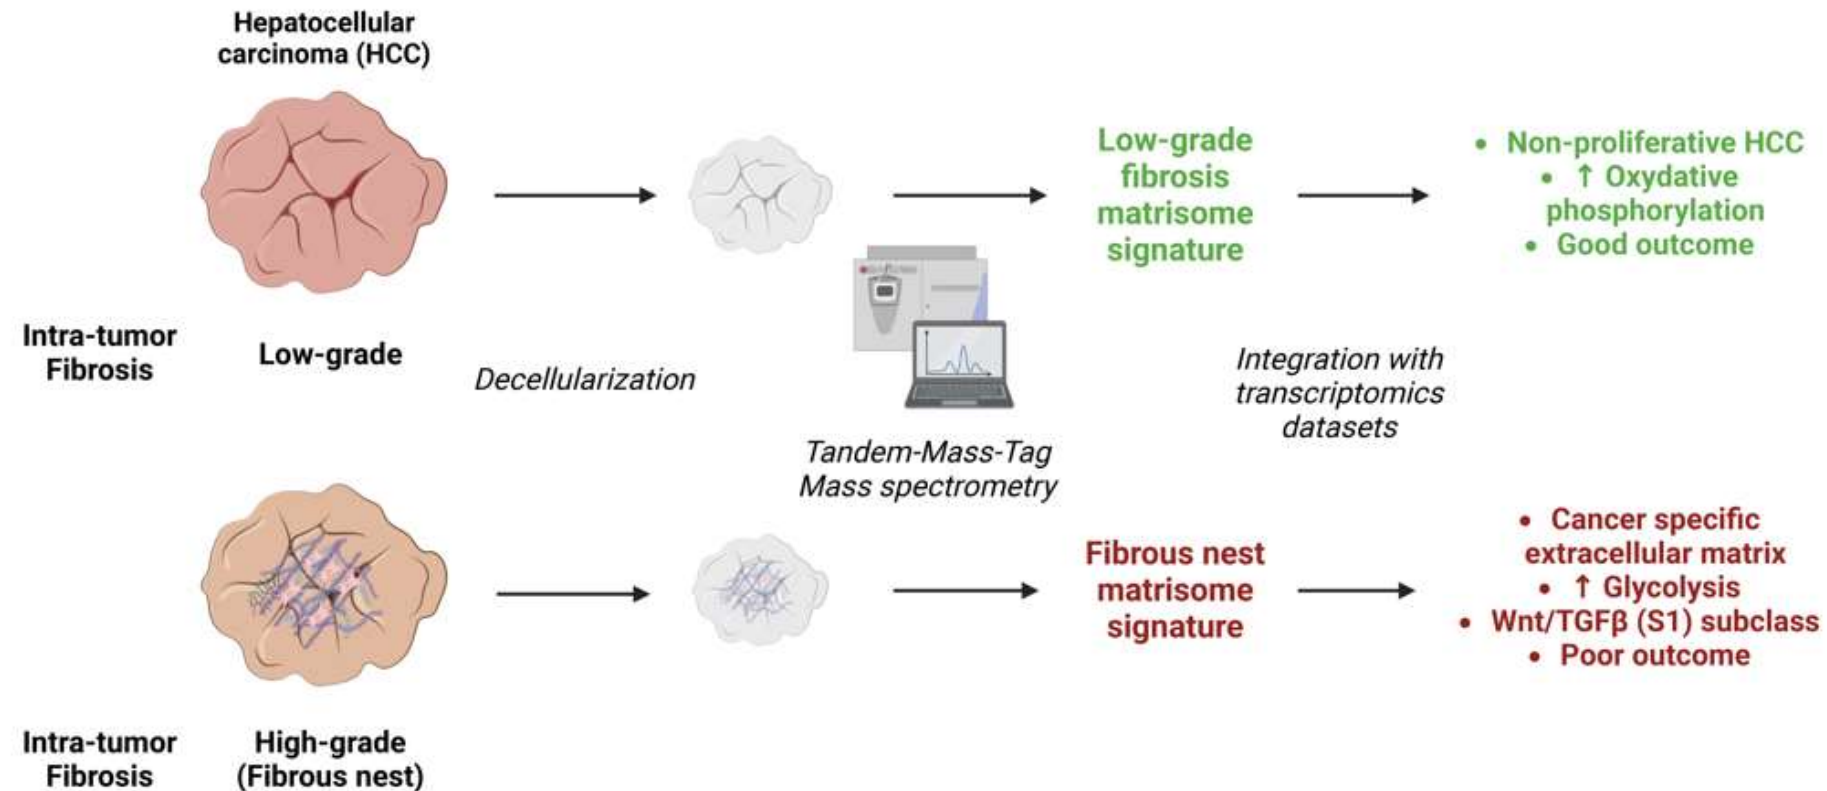 Hepatocellular
carcinoma (HCC)
Intra-tumor
Fibrosis
Low-grade
Decellularization
Tandem-Mass-Tag
Mass spectrometry
Low-grade
fibrosis
matrisome
signature
Integration with
transcriptomics
datasets
• Non-proliferative HCC
• ↑ Oxydative
phosphorylation
• Good outcome
Intra-tumor
Fibrosis
High-grade
(Fibrous nest)
Fibrous nest
matrisome
signature
• Cancer specific
extracellular matrix
• ↑ Glycolysis
• Wnt/TGFβ (S1) subclass
• Poor outcome